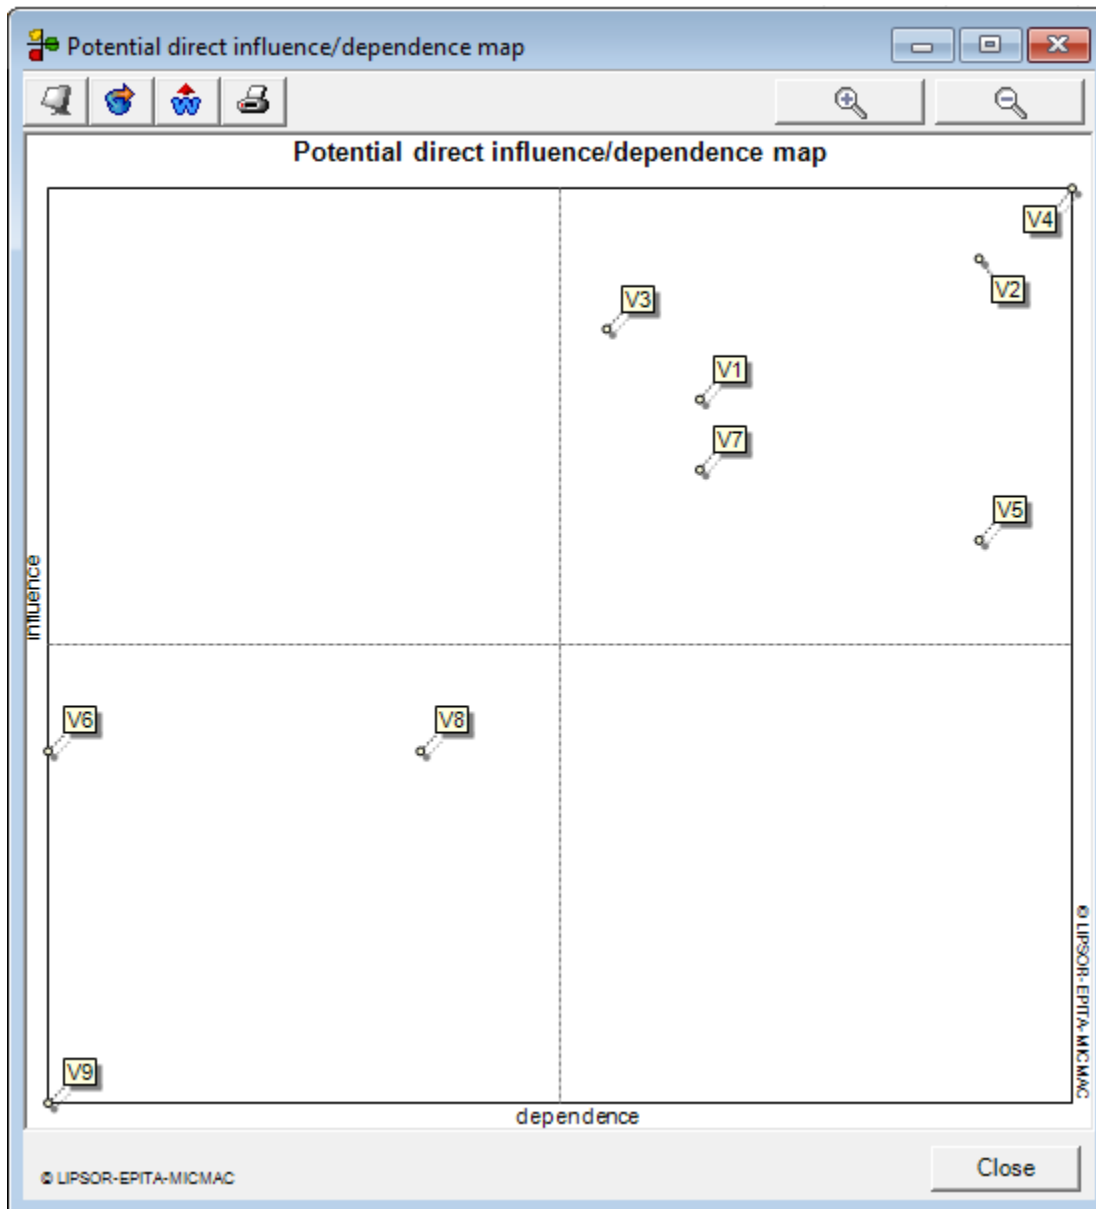 Potential direct influence/dependence map
Potential direct influence/dependence map
V4
V2
V3
V1
V7
V5
influence
V6
V8
© LIPSOR-EPITA-MICMAC
V9
dependence
© LIPSOR-EPITA-MICMAC
Close